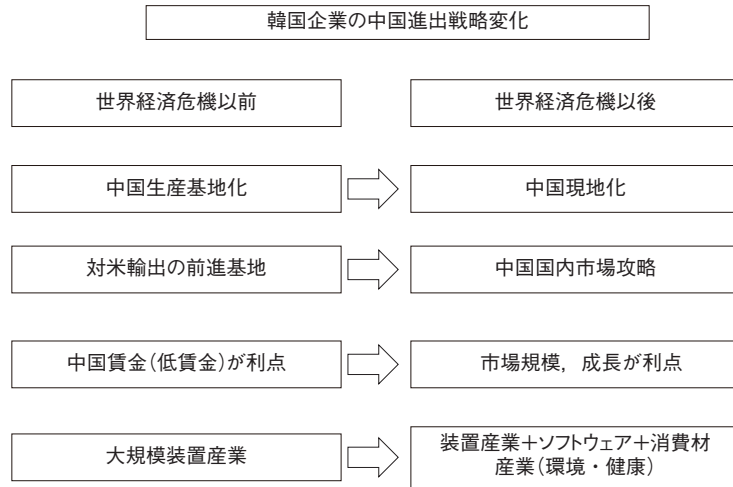 韓国企業の中国進出戦略変化
世界経済危機以前
世界経済危機以後
中国生産基地化
中国現地化
対米輸出の前進基地
中国国内市場攻略
中国賃金(低賃金)が利点
市場規模，成長が利点
大規模装置産業
装置産業+ソフトウェア+消費材
産業(環境・健康)